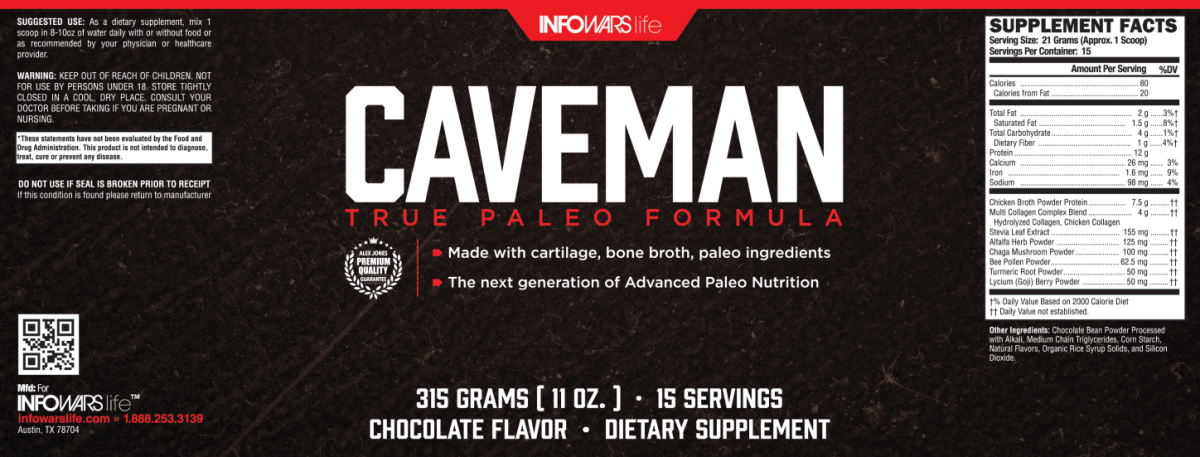 SUGGESTED USE: As a dietary supplement, mix 1
scoop in 8-10oz of water daily with or without food or
as recommended by your physician or healthcare
provider.
WARNING: KEEP OUT OF REACH OF CHILDREN. NOT
FOR USE BY PERSONS UNDER 18. STORE TIGHTLY
CLOSED IN A COOL, DRY PLACE. CONSULT YOUR
DOCTOR BEFORE TAKING IF YOU ARE PREGNANT OR
NURSING.
*These statements have not been evaluated by the Food and
Drug Administration. This product is not intended to diagnose,
treat, cure or prevent any disease.
DO NOT USE IF SEAL IS BROKEN PRIOR TO RECEIPT
If this condition is found please return to manufacturer
Mfd: For
INFOWARS life™
infowarslife.com » 1.888.253.3139
Austin, TX 78704
INFOWARS life
CAVEMAN
TRUE PALEO FORMULA
ALEX JONES
PREMIUM
QUALITY
GUARANTEE
Made with cartilage, bone broth, paleo ingredients
The next generation of Advanced Paleo Nutrition
315 GRAMS [ 11 OZ. ] • 15 SERVINGS
CHOCOLATE FLAVOR • DIETARY SUPPLEMENT
SUPPLEMENT FACTS
Serving Size: 21 Grams (Approx. 1 Scoop)
Servings Per Container: 15
Amount Per Serving %DV
Calories 80
Calories from Fat 20
Total Fat 2 g 3%†
Saturated Fat 1.5 g 8%†
Total Carbohydrate 4 g 1%†
Dietary Fiber 1 g 4%†
Protein 12 g
Calcium 26 mg 3%
Iron 1.6 mg 9%
Sodium 98 mg 4%
Chicken Broth Powder Protein 7.5 g ††
Multi Collagen Complex Blend 4 g ††
Hydrolyzed Collagen, Chicken Collagen
Stevia Leaf Extract 155 mg ††
Alfalfa Herb Powder 125 mg ††
Chaga Mushroom Powder 100 mg ††
Bee Pollen Powder 62.5 mg ††
Turmeric Root Powder 50 mg ††
Lycium (Goji) Berry Powder 50 mg ††
†% Daily Value Based on 2000 Calorie Diet
†† Daily Value not established.
Other Ingredients: Chocolate Bean Powder Processed
with Alkali, Medium Chain Triglycerides, Corn Starch,
Natural Flavors, Organic Rice Syrup Solids, and Silicon
Dioxide.